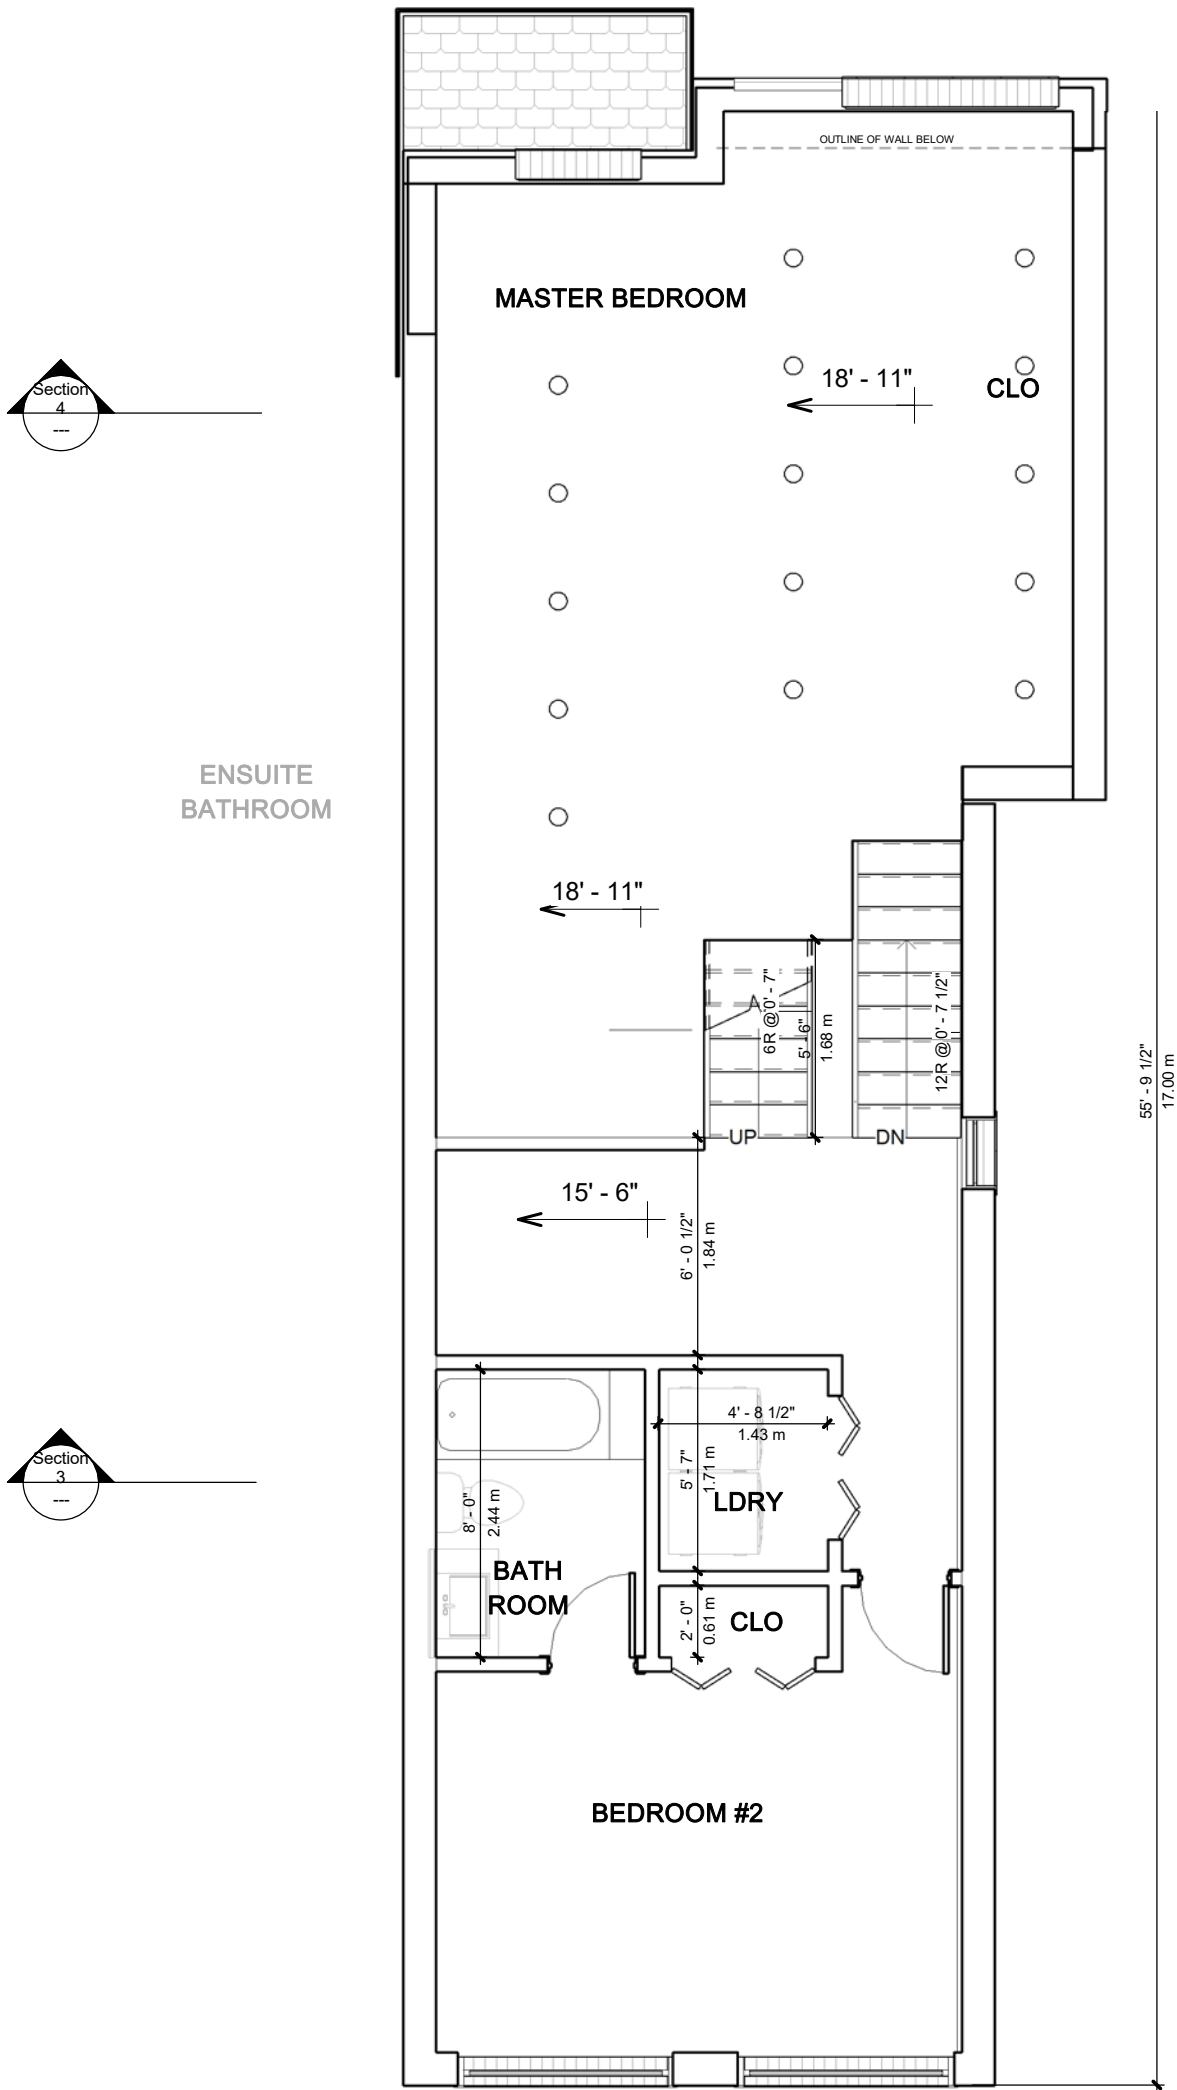 OUTLINE OF WALL BELOW
MASTER BEDROOM
18' - 11"
CLO
Section
4
---
ENSUITE
BATHROOM
18' - 11"
6R @ 0' - 7"
5' - 6"
1.68 m
12R @ 0' - 7 1/2"
55' - 9 1/2"
17.00 m
UP
DN
15' - 6"
6' - 0 1/2"
1.84 m
4' - 8 1/2"
1.43 m
5' - 7"
1.71 m
LDRY
Section
3
---
8' - 0"
2.44 m
BATH
ROOM
2' - 0"
0.61 m
CLO
BEDROOM #2